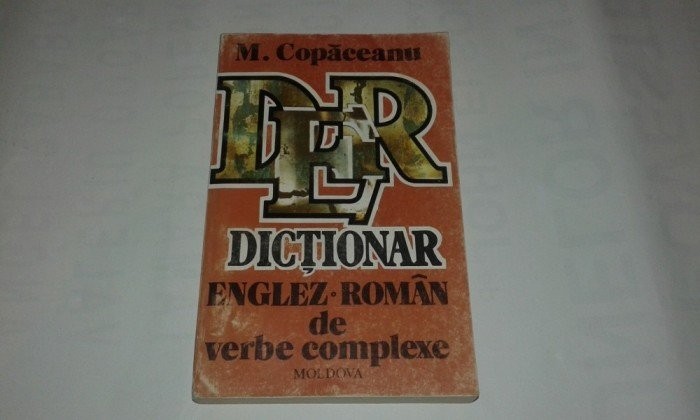 M. Copăceanu
DER
DICȚIONAR
ENGLEZ • ROMÂN
de
verbe complexe
MOLDOVA